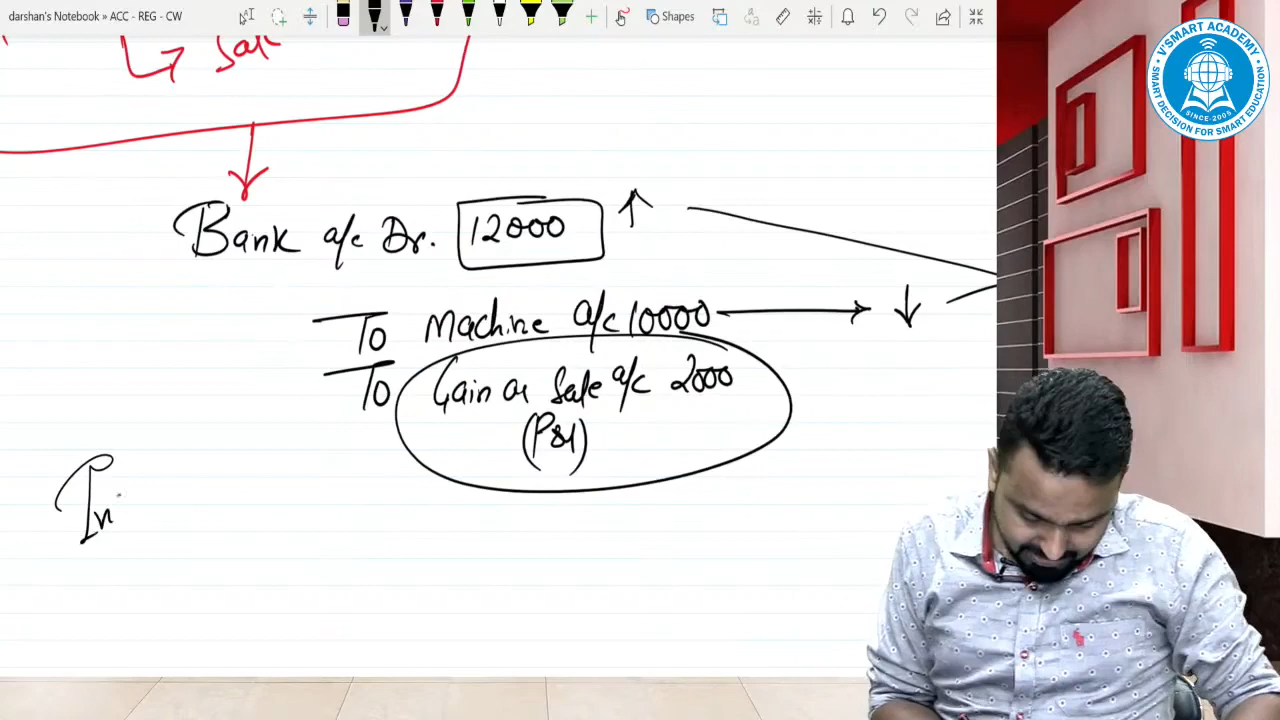 darshan's Notebook » ACC - REG - CW
Shapes
V'SMART ACADEMY
SMART DECISION FOR SMART EDUCATION
SINCE-2005
Sale
Bank a/c Dr. 12000 ↑
To Machine a/c 10000 → ↓
To Gain on Sale a/c 2000
(P&L)
In